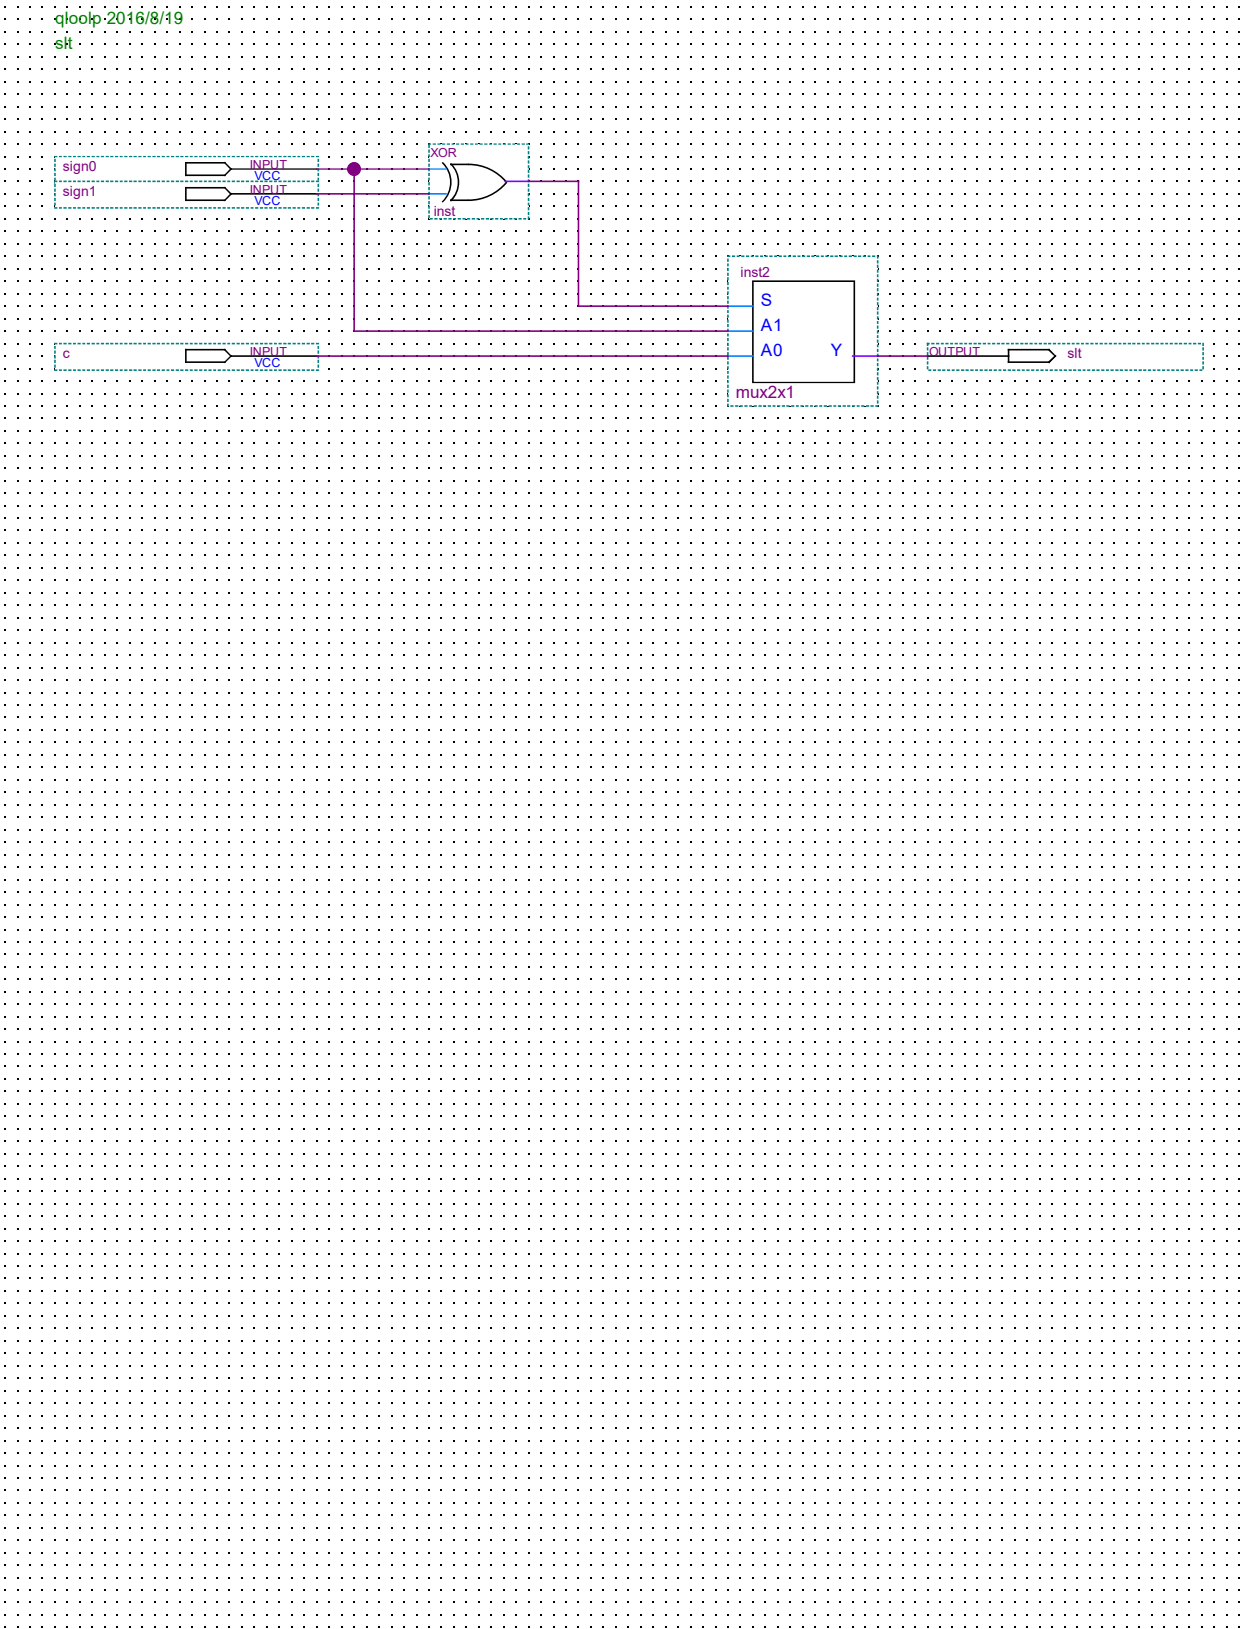 qloolp 2016/8/19
slt
sign0 INPUT
VCC
sign1 INPUT
VCC
XOR
inst
inst2
S
A1
A0 Y
mux2x1
c INPUT
VCC
OUTPUT slt